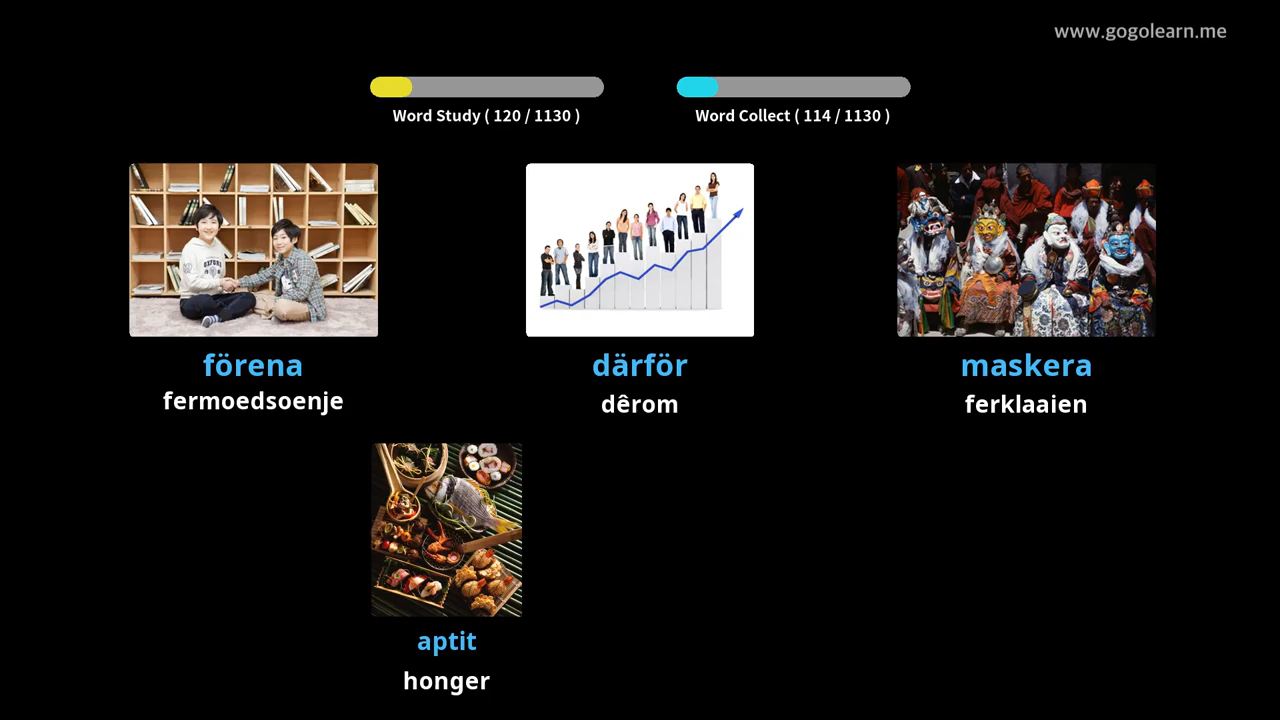 www.gogolearn.me
Word Study ( 120 / 1130 )
Word Collect ( 114 / 1130 )
förena
fermoedsoenje
därför
dêrom
maskera
ferklaaien
aptit
honger